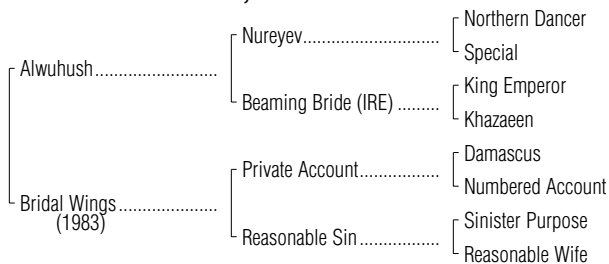 Northern Dancer
Nureyev
Special
Alwuhush
King Emperor
Beaming Bride (IRE)
Khazaeen
Damascus
Private Account
Numbered Account
Bridal Wings
(1983)
Sinister Purpose
Reasonable Sin
Reasonable Wife